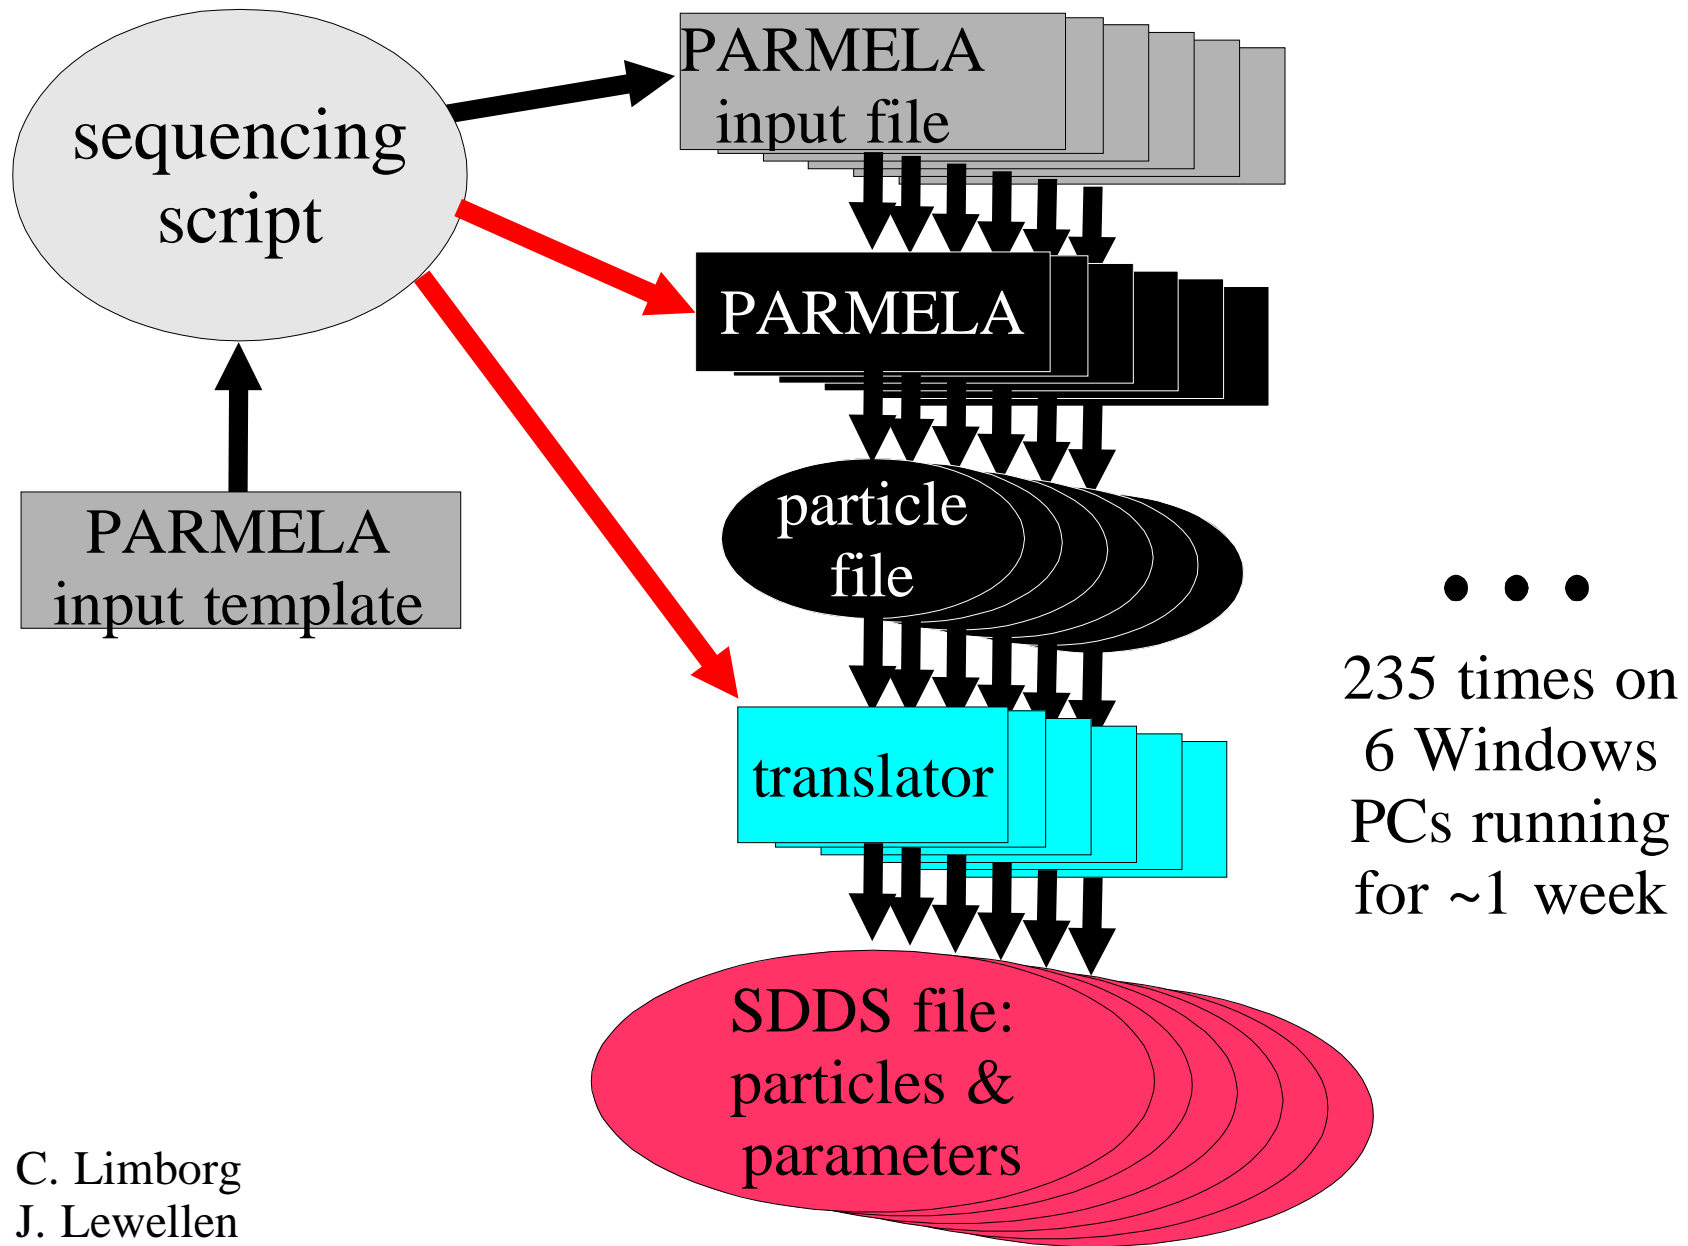 sequencing
script
PARMELA
input file
PARMELA
PARMELA
input template
particle
file
translator
SDDS file:
particles &
parameters
• • •
235 times on
6 Windows
PCs running
for ~1 week
C. Limborg
J. Lewellen